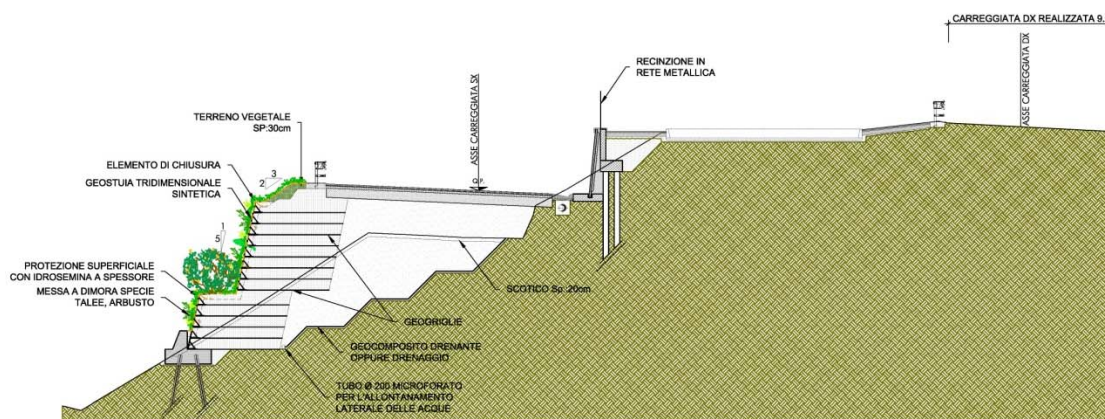 CARREGGIATA DX REALIZZATA 9.
ASSE CARREGGIATA DX
RECINZIONE IN
RETE METALLICA
ASSE CARREGGIATA SX
TERRENO VEGETALE
SP:30cm
ELEMENTO DI CHIUSURA
3
2
GEOSTUIA TRIDIMENSIONALE
SINTETICA
1
5
PROTEZIONE SUPERFICIALE
CON IDROSEMINA A SPESSORE
MESSA A DIMORA SPECIE
TALEE, ARBUSTO
SCOTICO Sp.:20cm
GEOGRIGLIE
GEOCOMPOSITO DRENANTE
OPPURE DRENAGGIO
TUBO Ø 200 MICROFORATO
PER L'ALLONTANAMENTO
LATERALE DELLE ACQUE